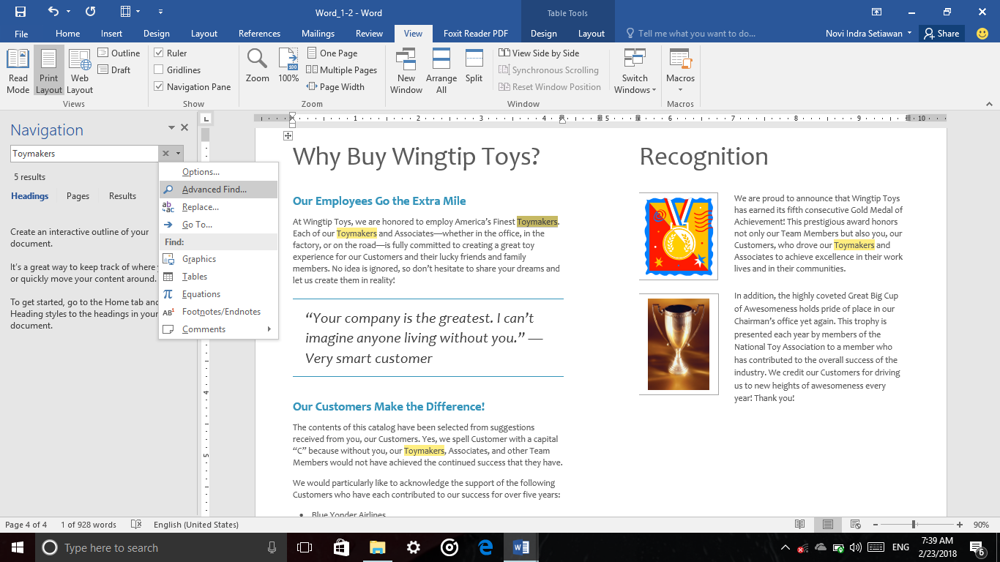 Word_1-2 - Word
Table Tools
File Home Insert Design Layout References Mailings Review View Foxit Reader PDF Design Layout Tell me what you want to do... Novi Indra Setiawan Share
Read Mode
Print Layout
Web Layout
Outline
Draft
Views
Ruler
Gridlines
Navigation Pane
Show
Zoom
100
100%
One Page
Multiple Pages
Page Width
Zoom
New Window
Arrange All
Split
View Side by Side
Synchronous Scrolling
Reset Window Position
Window
Switch Windows
Macros
Macros
Navigation
Toymakers
5 results
Headings Pages Results
Create an interactive outline of your
document.
It's a great way to keep track of where
or quickly move your content around.
To get started, go to the Home tab and
Heading styles to the headings in your
document.
Options...
Advanced Find...
Replace...
Go To...
Find:
Graphics
Tables
Equations
Footnotes/Endnotes
Comments
1 2 3 4 5 6 7 8 9 10
4
5
Why Buy Wingtip Toys?
Our Employees Go the Extra Mile
At Wingtip Toys, we are honored to employ America's Finest Toymakers.
Each of our Toymakers and Associates—whether in the office, in the
factory, or on the road—is fully committed to creating a great toy
experience for our Customers and their lucky friends and family
members. No idea is ignored, so don't hesitate to share your dreams and
let us create them in reality!
“Your company is the greatest. I can't
imagine anyone living without you.” —
Very smart customer
Our Customers Make the Difference!
The contents of this catalog have been selected from suggestions
received from you, our Customers. Yes, we spell Customer with a capital
“C” because without you, our Toymakers, Associates, and other Team
Members would not have achieved the continued success that they have.
We would particularly like to acknowledge the support of the following
Customers who have each contributed to our success for over five years:
• Blue Yonder Airlines
Recognition
We are proud to announce that Wingtip Toys
has earned its fifth consecutive Gold Medal of
Achievement! This prestigious award honors
not only our Team Members but also you, our
Customers, who drove our Toymakers and
Associates to achieve excellence in their work
lives and in their communities.
In addition, the highly coveted Great Big Cup
of Awesomeness holds pride of place in our
Chairman's office yet again. This trophy is
presented each year by members of the
National Toy Association to a member who
has contributed to the overall success of the
industry. We credit our Customers for driving
us to new heights of awesomeness every
year! Thank you!
Page 4 of 4 1 of 928 words English (United States) 90%
Type here to search
ENG
7:39 AM
2/23/2018
6